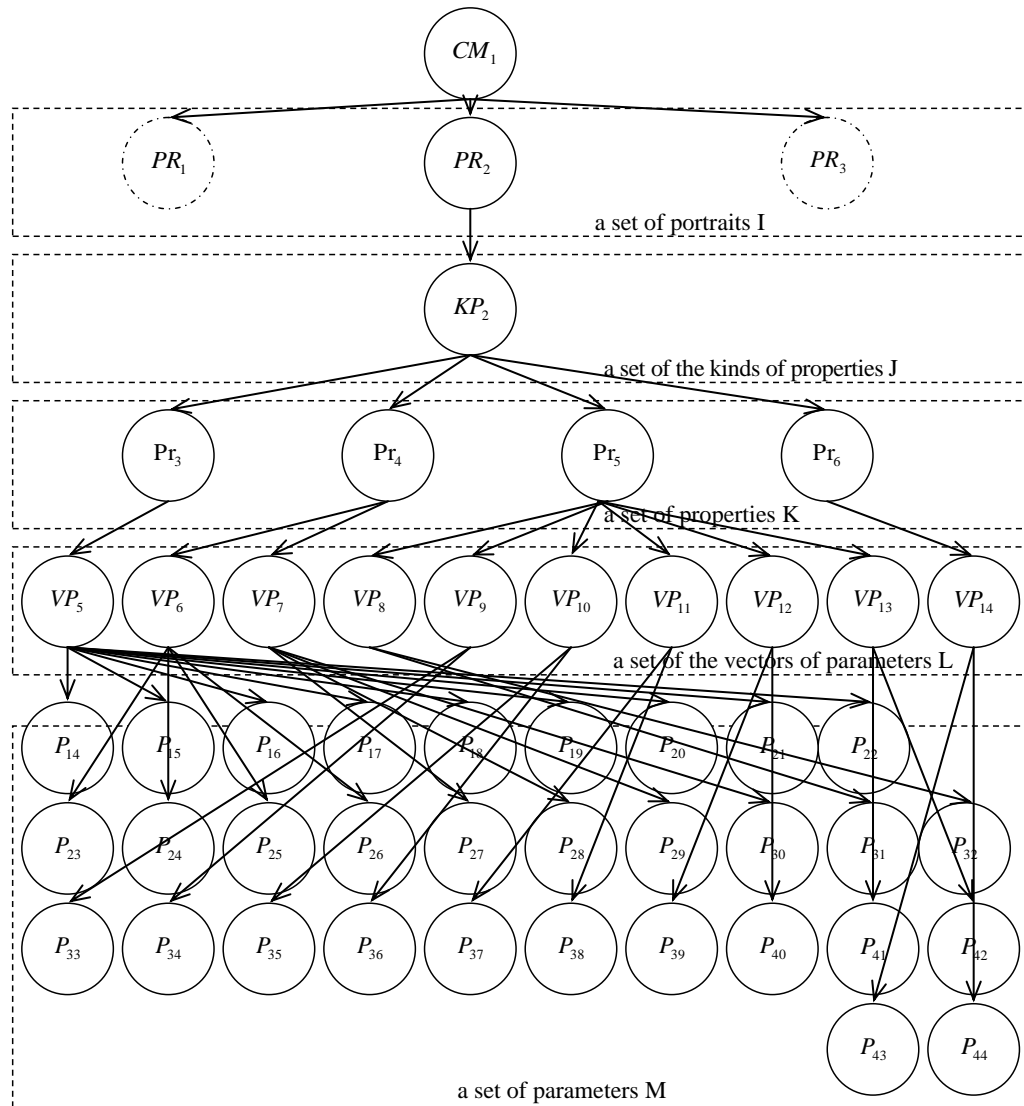 CM₁
PR₁ PR₂ PR₃
a set of portraits I
KP₂
a set of the kinds of properties J
Pr₃ Pr₄ Pr₅ Pr₆
a set of properties K
VP₅ VP₆ VP₇ VP₈ VP₉ VP₁₀ VP₁₁ VP₁₂ VP₁₃ VP₁₄
a set of the vectors of parameters L
P₁₄ P₁₅ P₁₆ P₁₇ P₁₈ P₁₉ P₂₀ P₂₁ P₂₂
P₂₃ P₂₄ P₂₅ P₂₆ P₂₇ P₂₈ P₂₉ P₃₀ P₃₁ P₃₂
P₃₃ P₃₄ P₃₅ P₃₆ P₃₇ P₃₈ P₃₉ P₄₀ P₄₁ P₄₂
P₄₃ P₄₄
a set of parameters M